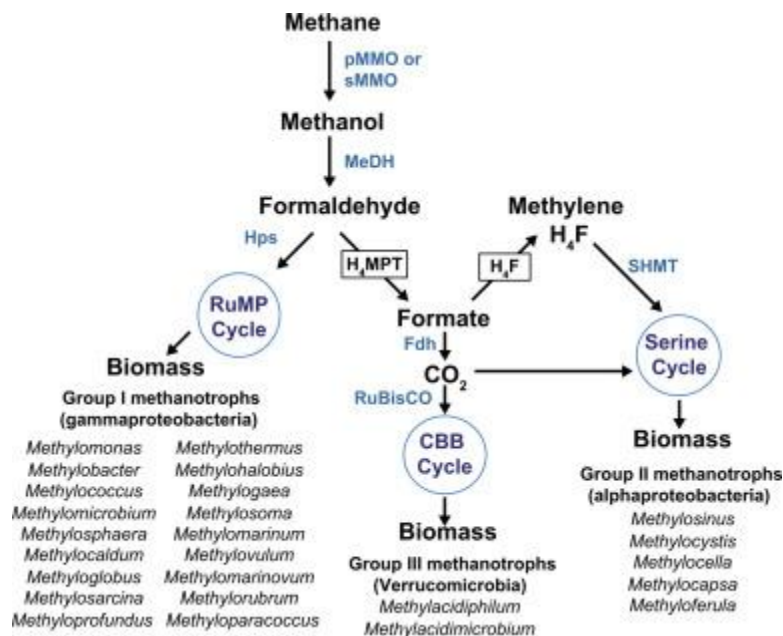 Methane
pMMO or
sMMO
Methanol
MeDH
Formaldehyde
Methylene
H₄F
Hps
H₄MPT
H₄F
SHMT
RuMP
Cycle
Formate
Fdh
Serine
Cycle
CO₂
RuBisCO
Biomass
Group I methanotrophs
(gammaproteobacteria)
Methylomonas Methylothermus
Methylobacter Methylohalobius
Methylococcus Methylogaea
Methylomicrobium Methylosoma
Methylosphaera Methylomarinum
Methylocaldum Methylovulum
Methyloglobus Methylomarinovum
Methylosarcina Methylorubrum
Methyloprofundus Methyloparacoccus
CBB
Cycle
Biomass
Group III methanotrophs
(Verrucomicrobia)
Methylacidiphilum
Methylacidimicrobium
Biomass
Group II methanotrophs
(alphaproteobacteria)
Methylosinus
Methylocystis
Methylocella
Methylocapsa
Methyloferula